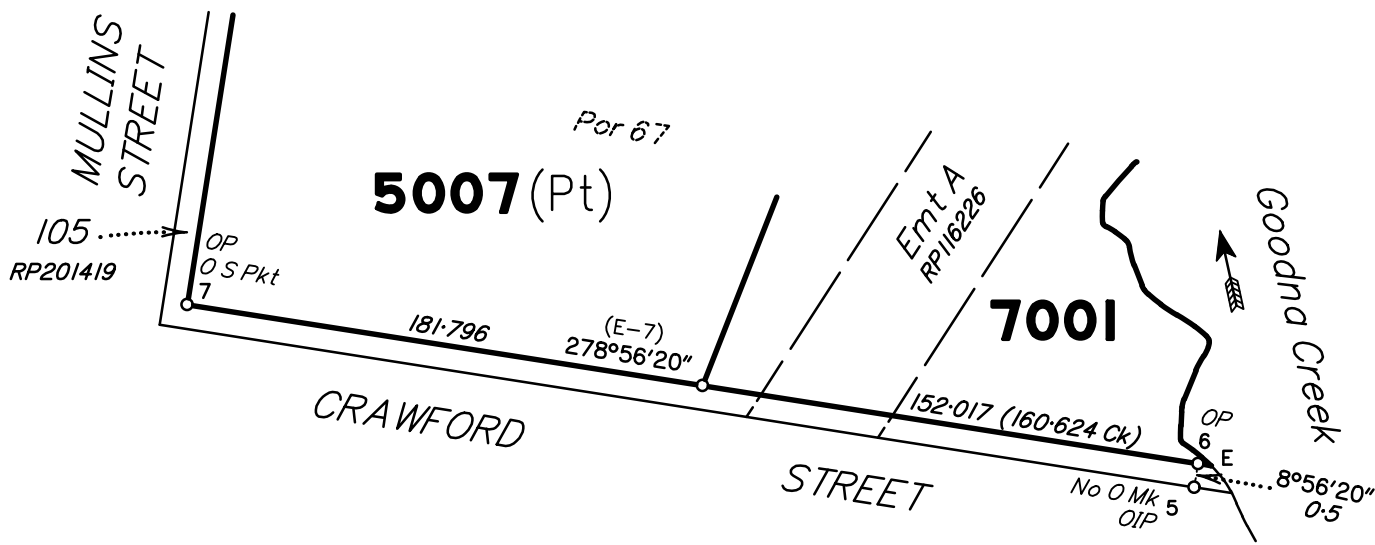 MULLINS
STREET
Por 67
5007 (Pt)
Emt A
RP116226
105
RP201419
OP
O S Pkt
7
181·796
(E-7)
278°56'20"
7001
Goodna Creek
152·017 (160·624 Ck)
OP
6
E
CRAWFORD
STREET
No O Mk
OIP
5
8°56'20"
0·5
A